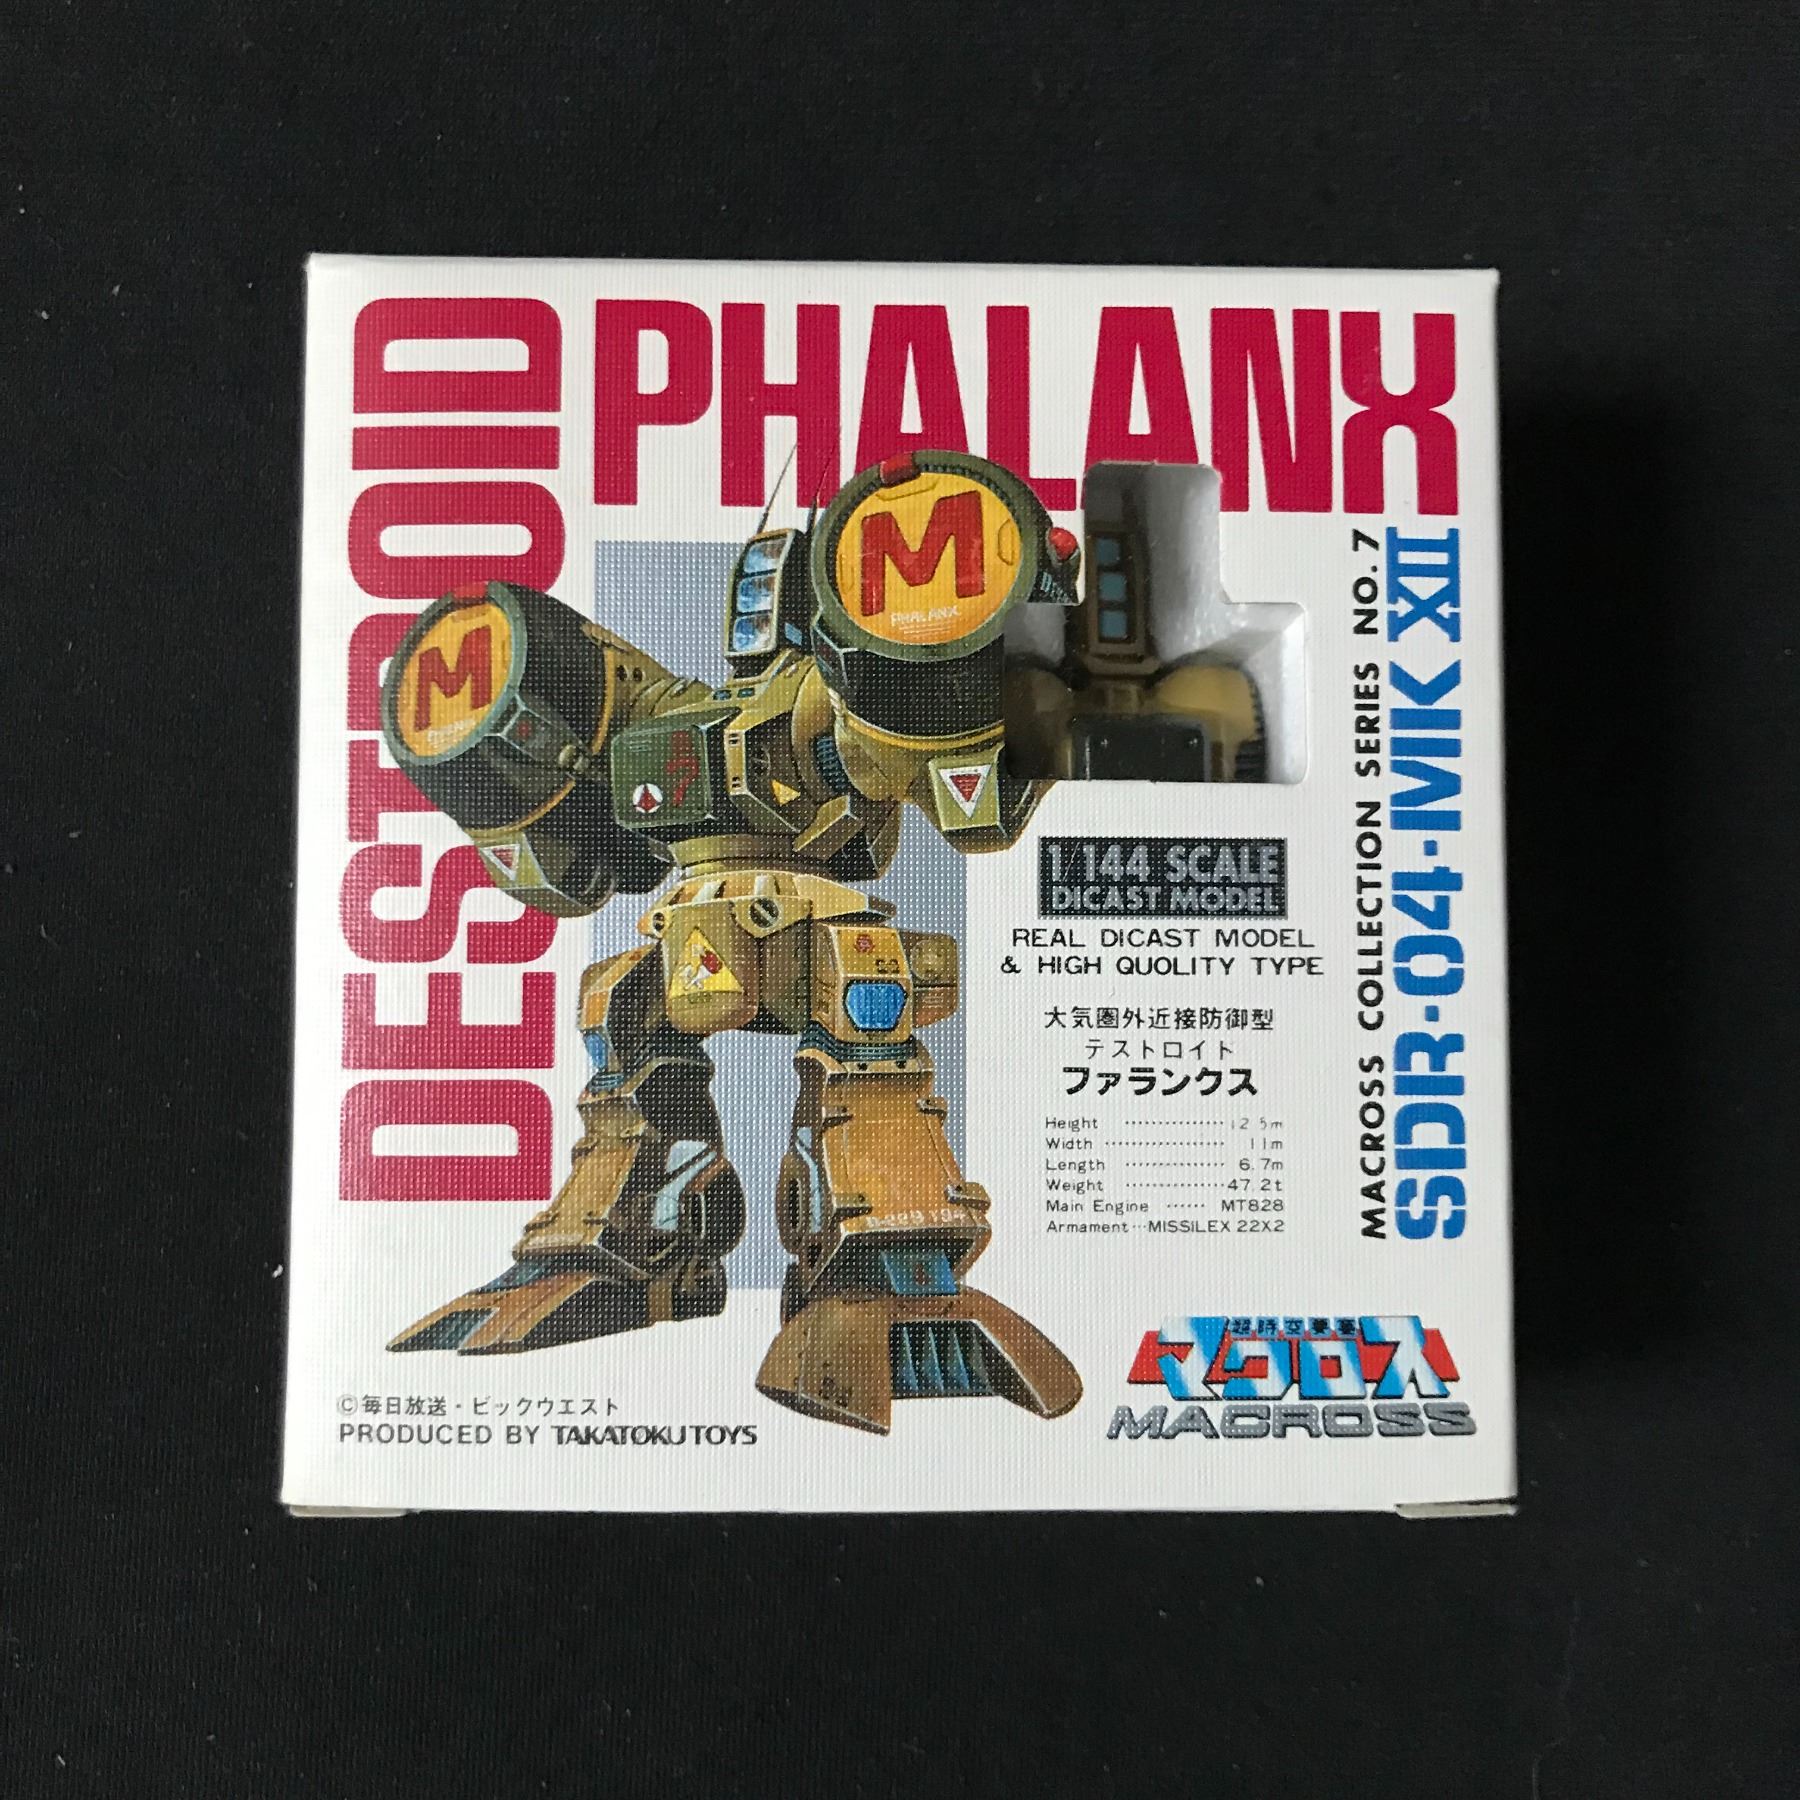 DESTROID
PHALANX
M
PHALANX
M
MACROSS COLLECTION SERIES NO. 7
SDR-04-MK XII
1/144 SCALE
DICAST MODEL
REAL DICAST MODEL
& HIGH QUOLITY TYPE
大気圏外近接防御型
デストロイド
ファランクス
Height ·············· 12.5m
Width ················· 11m
Length ·············· 6.7m
Weight ·············· 47.2t
Main Engine ······ MT828
Armament···MISSILEX 22X2
超時空要塞
マクロス
MACROSS
©毎日放送・ビックウエスト
PRODUCED BY TAKATOKU TOYS